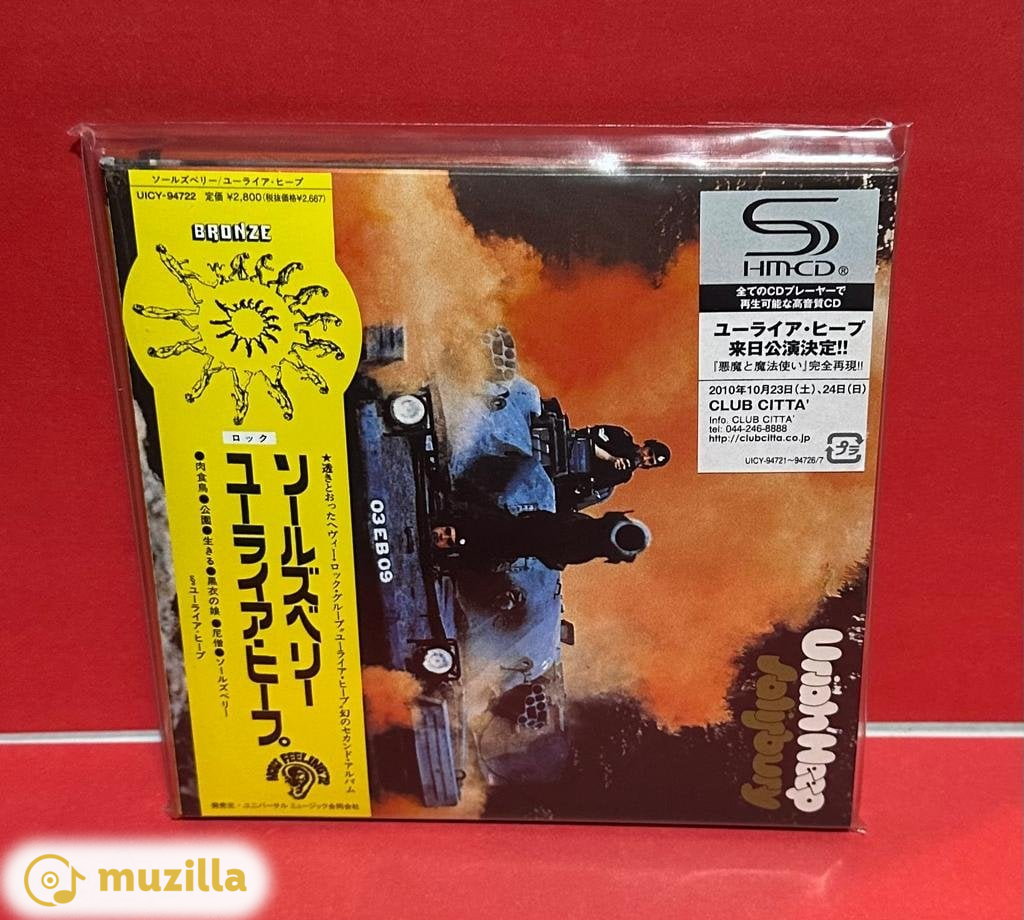 ソールズベリー/ユーライア・ヒープ
UICY-94722 定価 ¥2,800(税抜価格¥2,667)
BRONZE
ロック
ソールズベリー
ユーライア・ヒープ。
★透きとおったヘヴィー・ロック・グループ“ユーライア・ヒープ”幻のセカンド・アルバム
●肉食鳥●公園●生きる●黒衣の娘●尼僧●ソールズベリー
ユーライア・ヒープ
ROCK FEELING'72
発売元・ユニバーサル ミュージック合同会社
03EB09
SHM-CD®
全てのCDプレーヤーで
再生可能な高音質CD
ユーライア・ヒープ
来日公演決定!!
『悪魔と魔法使い』完全再現!!
2010年10月23日(土)、24日(日)
CLUB CITTA'
Info. CLUB CITTA'
tel: 044-246-8888
http://clubcitta.co.jp
プラ
UICY-94721~94726/7
Uriah Heep
Salisbury
muzilla